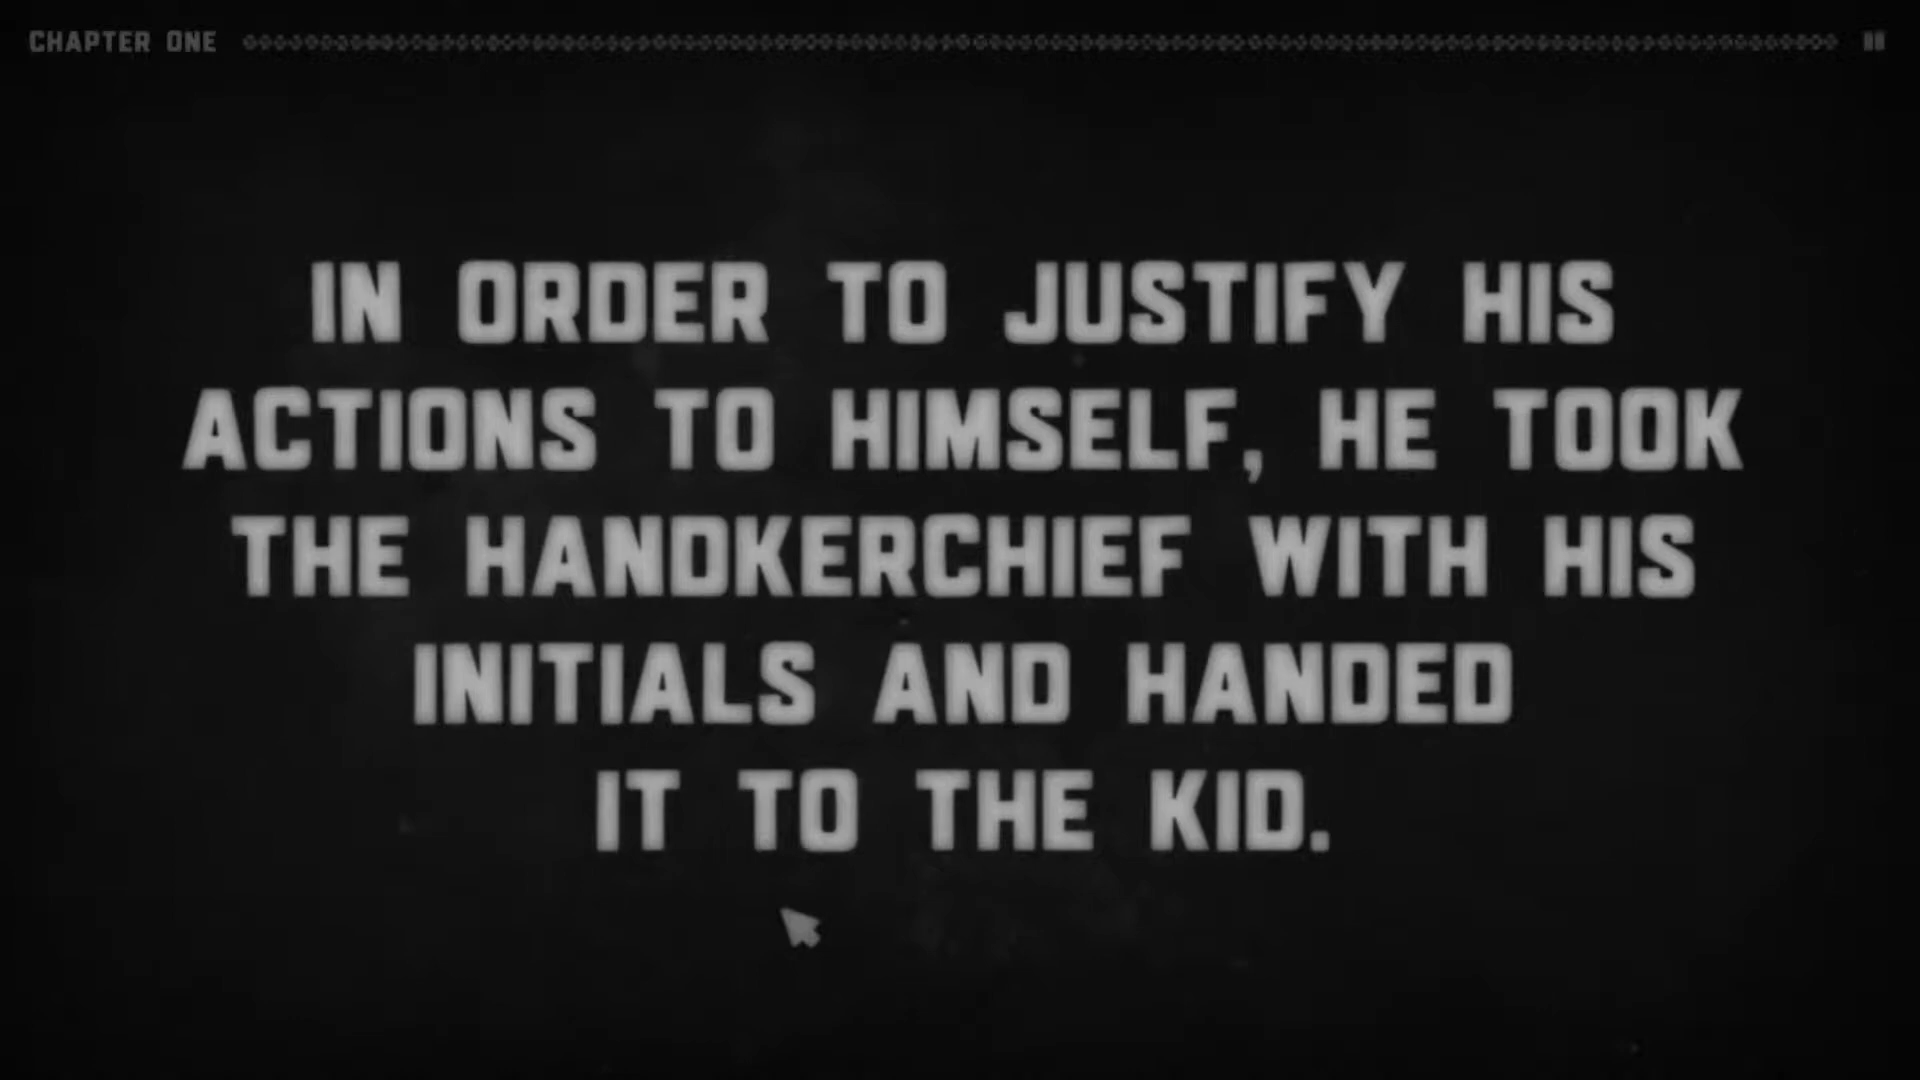 CHAPTER ONE
IN ORDER TO JUSTIFY HIS
ACTIONS TO HIMSELF, HE TOOK
THE HANDKERCHIEF WITH HIS
INITIALS AND HANDED
IT TO THE KID.